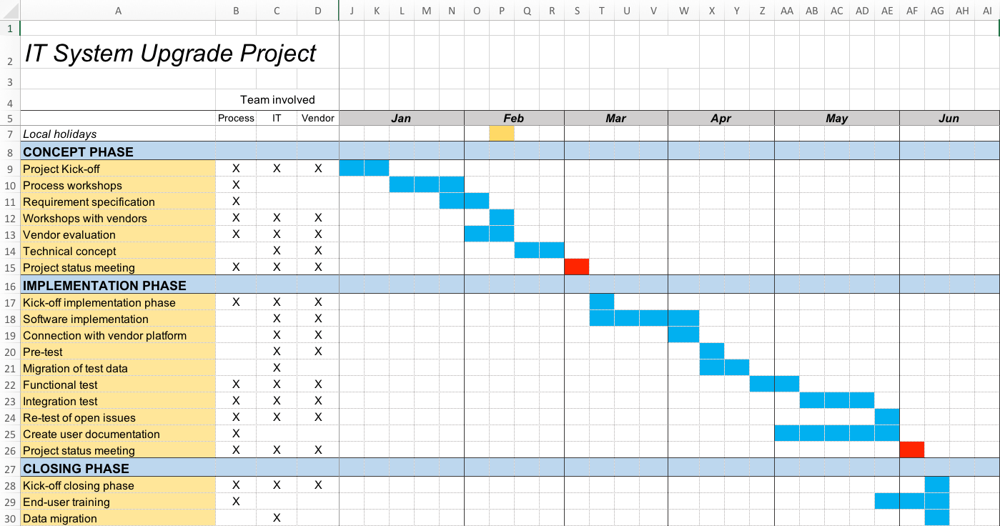 A B C D J K L M N O P Q R S T U V W X Y Z AA AB AC AD AE AF AG AH AI
1
2 IT System Upgrade Project
3
4 Team involved
5 Process IT Vendor Jan Feb Mar Apr May Jun
7 Local holidays
8 CONCEPT PHASE
9 Project Kick-off X X X
10 Process workshops X
11 Requirement specification X
12 Workshops with vendors X X X
13 Vendor evaluation X X X
14 Technical concept X X
15 Project status meeting X X X
16 IMPLEMENTATION PHASE
17 Kick-off implementation phase X X X
18 Software implementation X X
19 Connection with vendor platform X X
20 Pre-test X X
21 Migration of test data X
22 Functional test X X X
23 Integration test X X X
24 Re-test of open issues X X X
25 Create user documentation X
26 Project status meeting X X X
27 CLOSING PHASE
28 Kick-off closing phase X X X
29 End-user training X
30 Data migration X